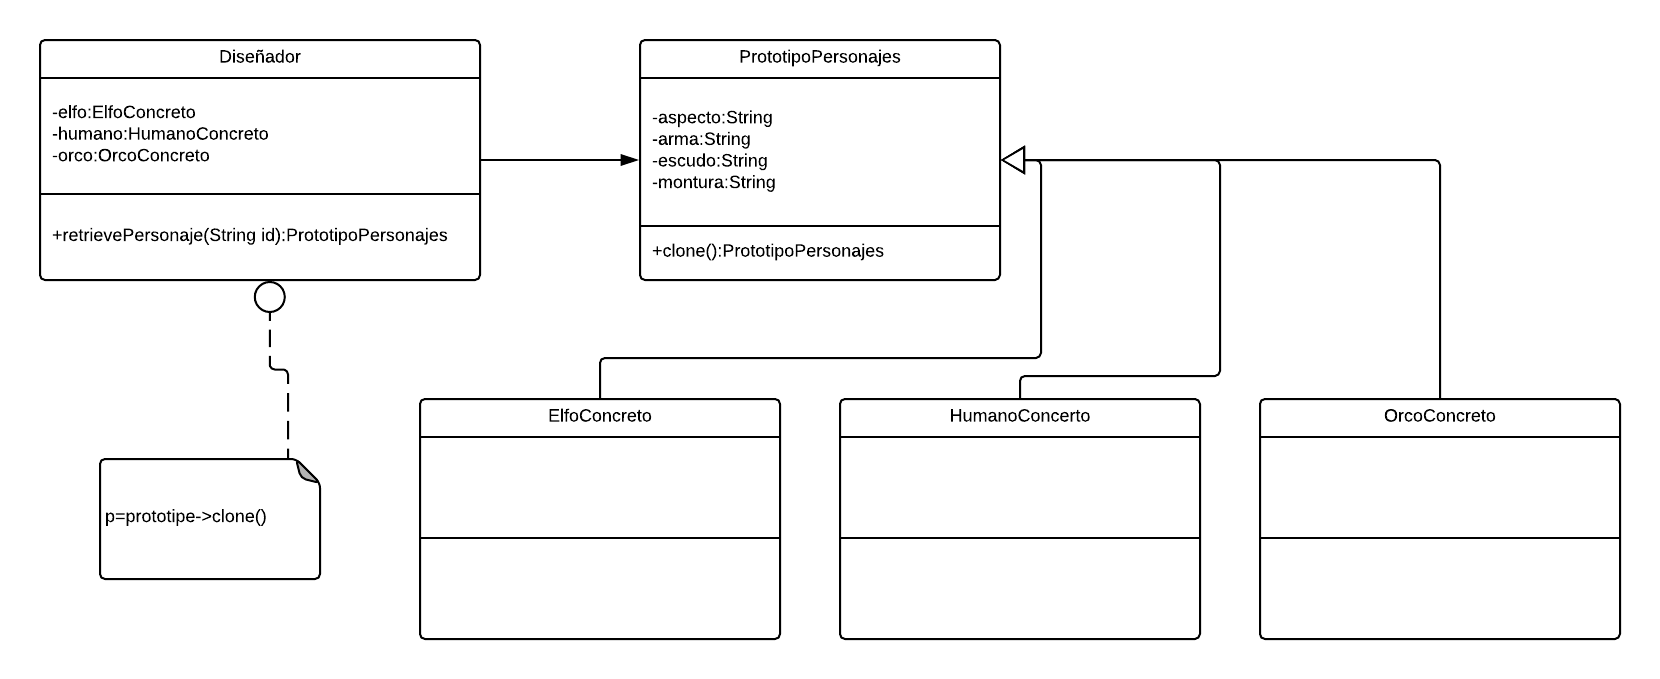 Diseñador
-elfo:ElfoConcreto
-humano:HumanoConcreto
-orco:OrcoConcreto
+retrievePersonaje(String id):PrototipoPersonajes
PrototipoPersonajes
-aspecto:String
-arma:String
-escudo:String
-montura:String
+clone():PrototipoPersonajes
p=prototipe->clone()
ElfoConcreto
HumanoConcerto
OrcoConcreto